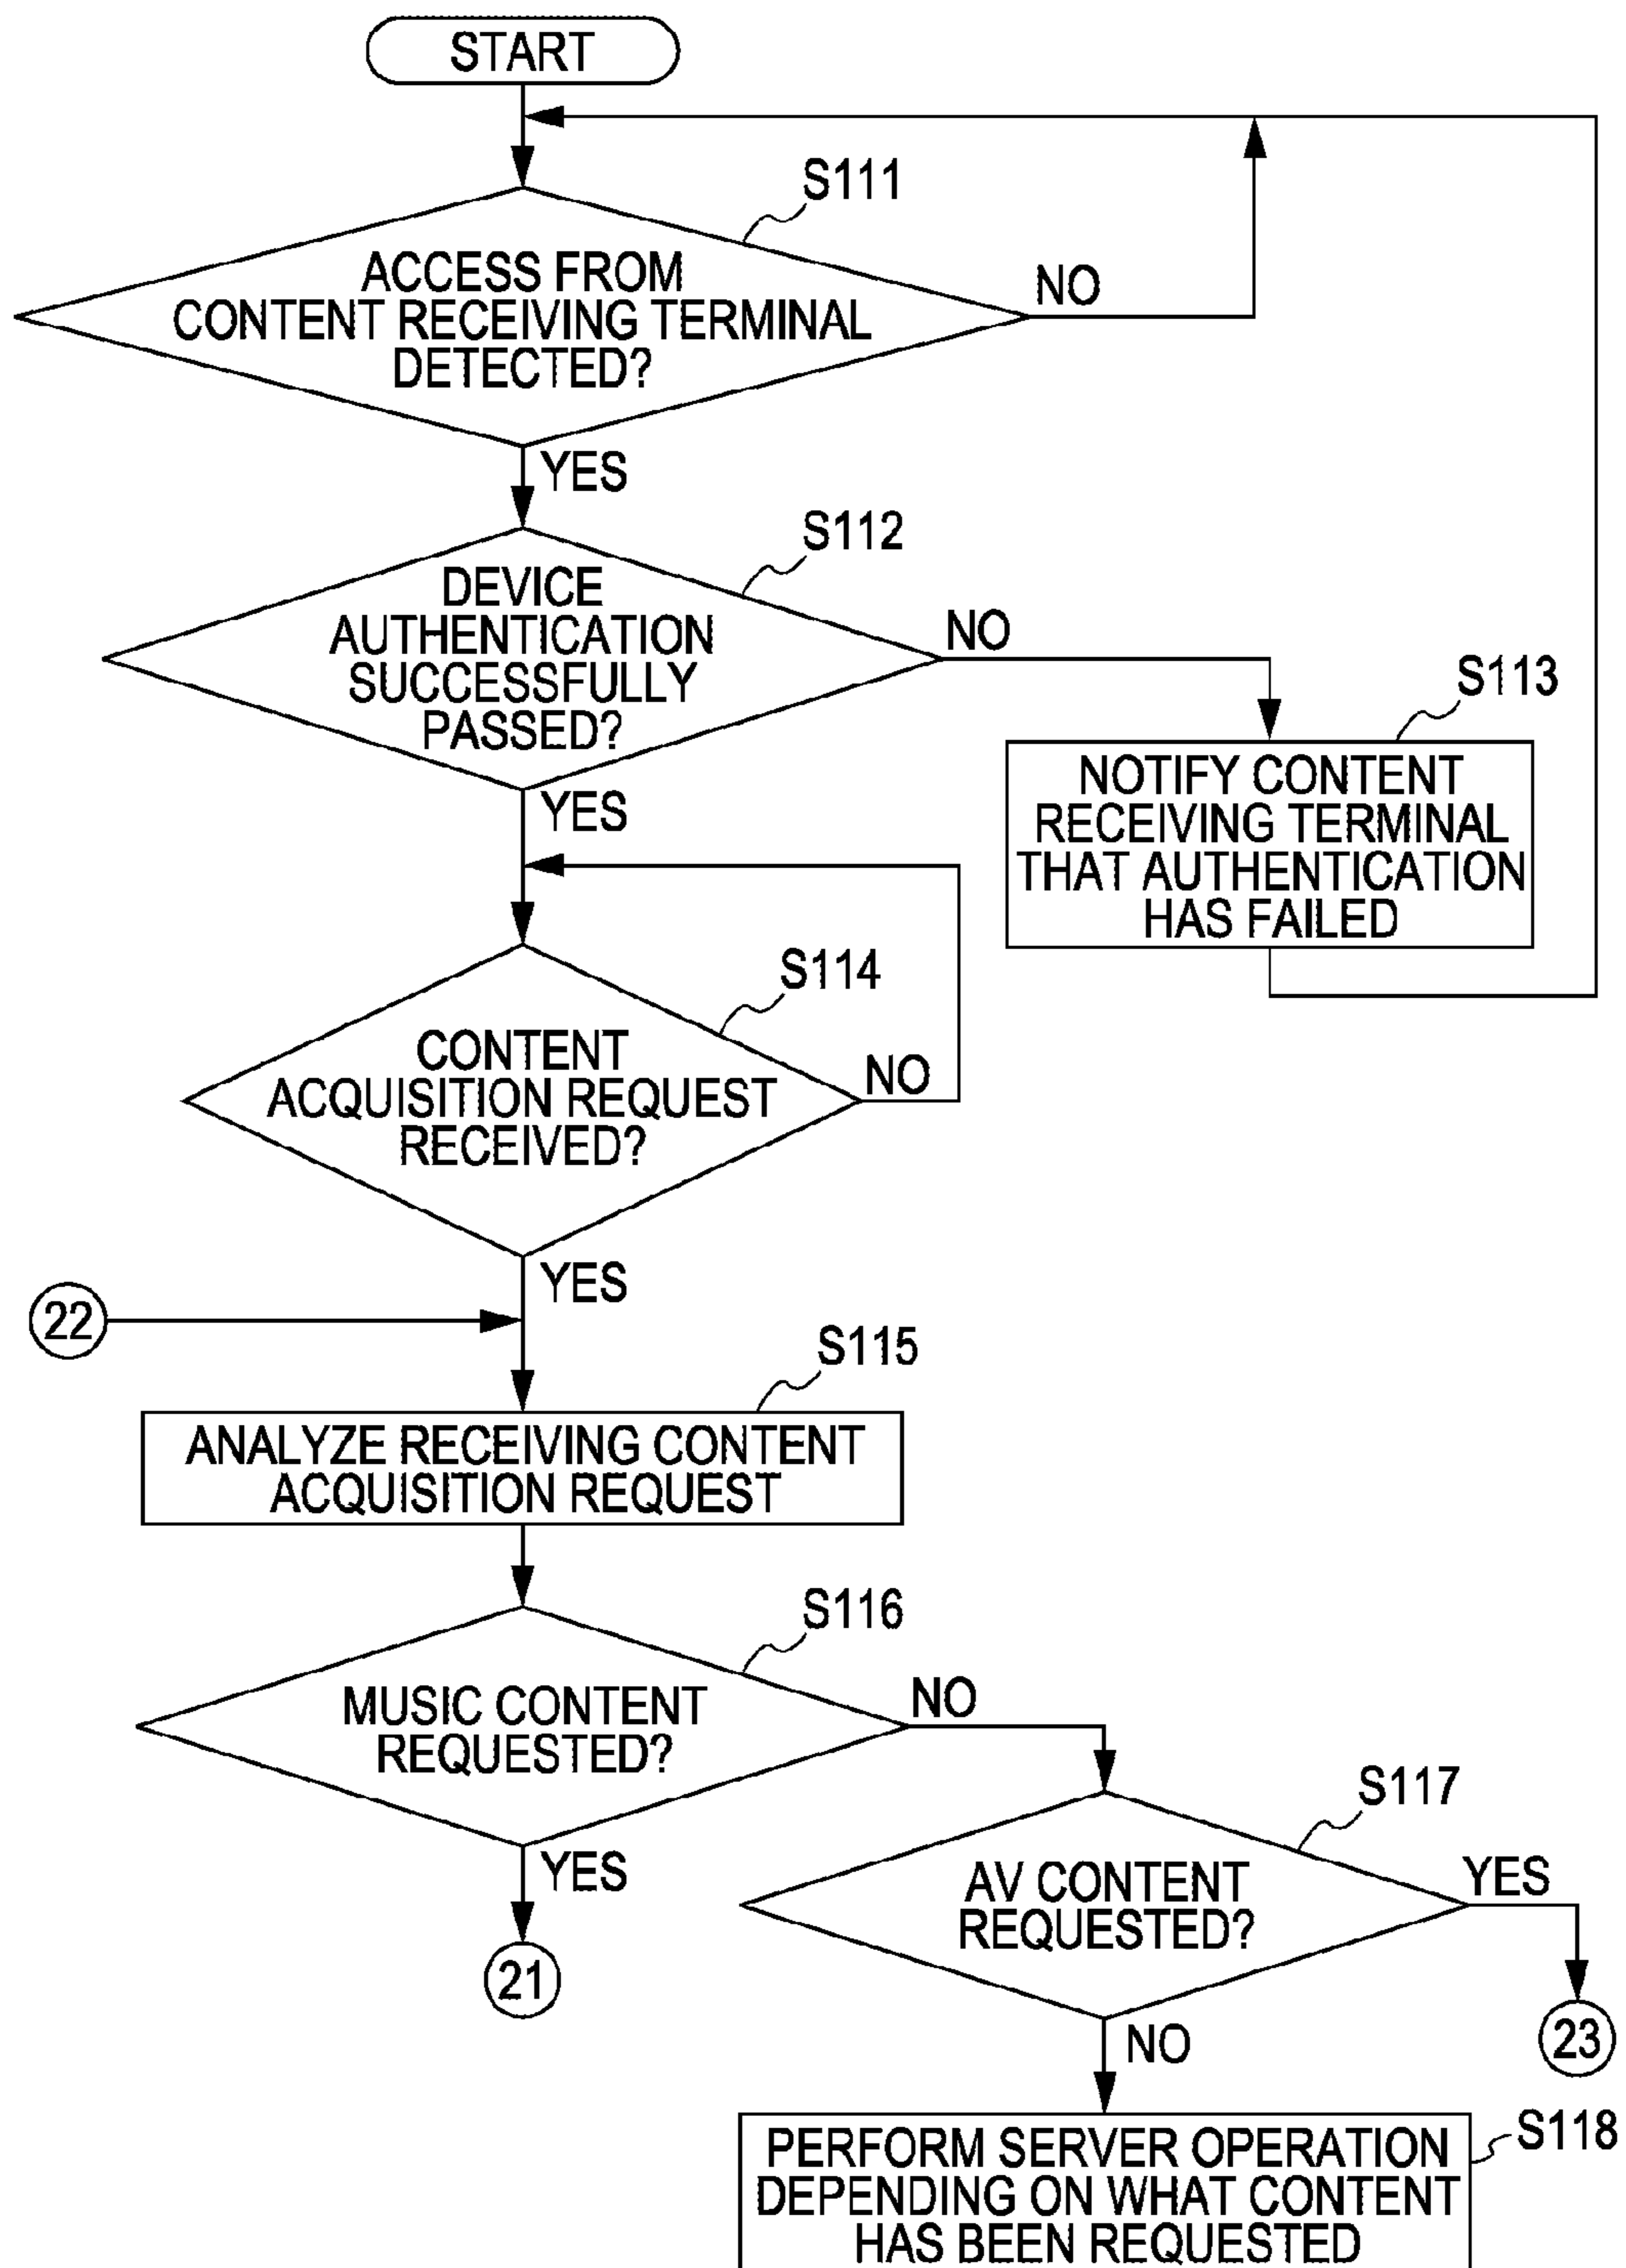 START
S111
ACCESS FROM
CONTENT RECEIVING TERMINAL
DETECTED?
NO
YES
S112
DEVICE
AUTHENTICATION
SUCCESSFULLY
PASSED?
NO
YES
S113
NOTIFY CONTENT
RECEIVING TERMINAL
THAT AUTHENTICATION
HAS FAILED
S114
CONTENT
ACQUISITION REQUEST
RECEIVED?
NO
YES
22
S115
ANALYZE RECEIVING CONTENT
ACQUISITION REQUEST
S116
MUSIC CONTENT
REQUESTED?
NO
YES
21
S117
AV CONTENT
REQUESTED?
YES
23
NO
S118
PERFORM SERVER OPERATION
DEPENDING ON WHAT CONTENT
HAS BEEN REQUESTED